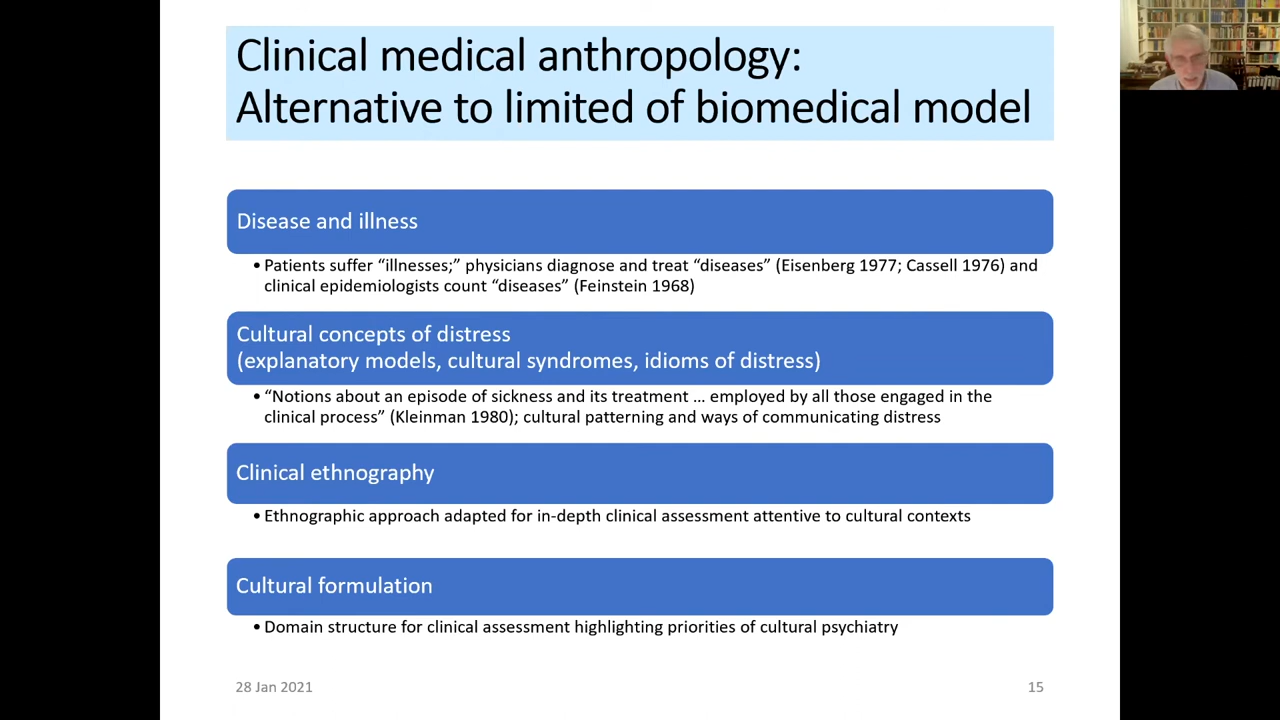 Clinical medical anthropology:
Alternative to limited of biomedical model
Disease and illness
• Patients suffer “illnesses;” physicians diagnose and treat “diseases” (Eisenberg 1977; Cassell 1976) and
clinical epidemiologists count “diseases” (Feinstein 1968)
Cultural concepts of distress
(explanatory models, cultural syndromes, idioms of distress)
• “Notions about an episode of sickness and its treatment ... employed by all those engaged in the
clinical process” (Kleinman 1980); cultural patterning and ways of communicating distress
Clinical ethnography
• Ethnographic approach adapted for in-depth clinical assessment attentive to cultural contexts
Cultural formulation
• Domain structure for clinical assessment highlighting priorities of cultural psychiatry
28 Jan 2021
15